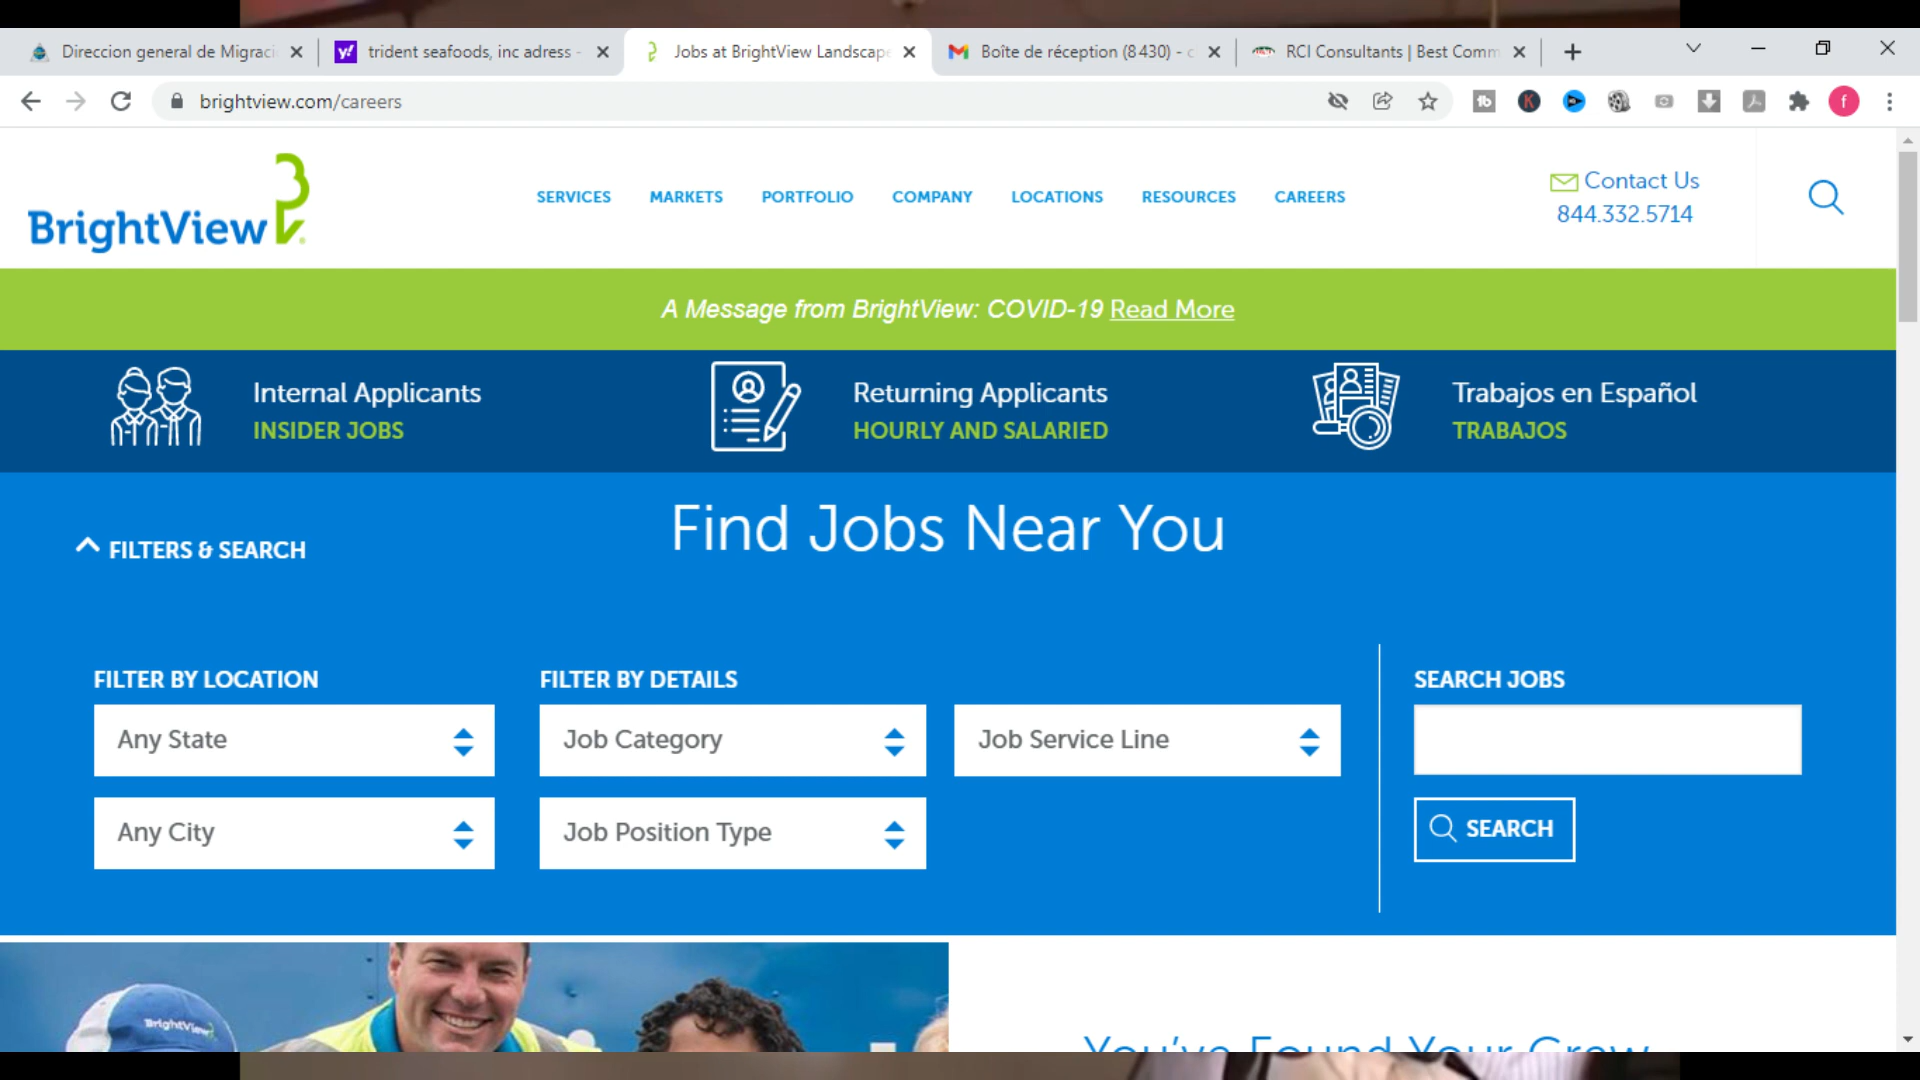 Direccion general de Migraci
trident seafoods, inc adress -
Jobs at BrightView Landscape
Boîte de réception (8 430) - c
RCI Consultants | Best Comm
brightview.com/careers
f
BrightView
SERVICES
MARKETS
PORTFOLIO
COMPANY
LOCATIONS
RESOURCES
CAREERS
Contact Us
844.332.5714
A Message from BrightView: COVID-19 Read More
Internal Applicants
INSIDER JOBS
Returning Applicants
HOURLY AND SALARIED
Trabajos en Español
TRABAJOS
Find Jobs Near You
FILTERS & SEARCH
FILTER BY LOCATION
Any State
Any City
FILTER BY DETAILS
Job Category
Job Service Line
Job Position Type
SEARCH JOBS
SEARCH
BrightView
You've Found Your Crew